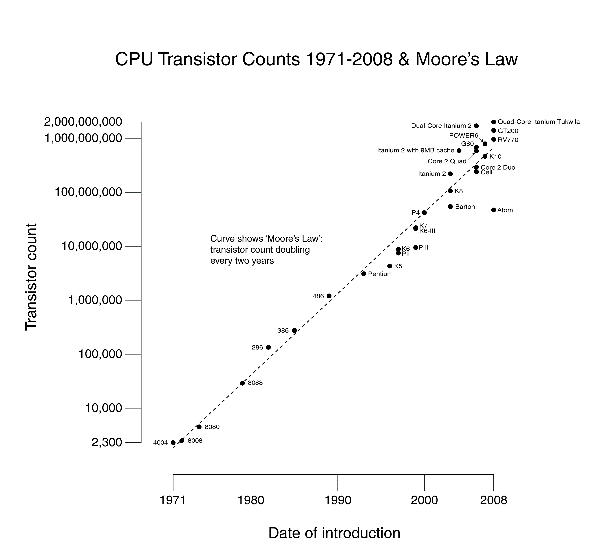 CPU Transistor Counts 1971-2008 & Moore's Law
Transistor count
2,000,000,000
1,000,000,000
100,000,000
10,000,000
1,000,000
100,000
10,000
2,300
Curve shows 'Moore's Law':
transistor count doubling
every two years
Quad-Core Itanium Tukwila
Dual-Core Itanium 2
GT200
POWER6
RV770
G80
Itanium 2 with 9MB cache
K10
Core 2 Quad
Core 2 Duo
Itanium 2
Cell
K8
P4
Barton
Atom
K7
K6-III
K6
PII
PIII
K5
Pentium
486
386
286
8088
8080
4004
8008
1971
1980
1990
2000
2008
Date of introduction